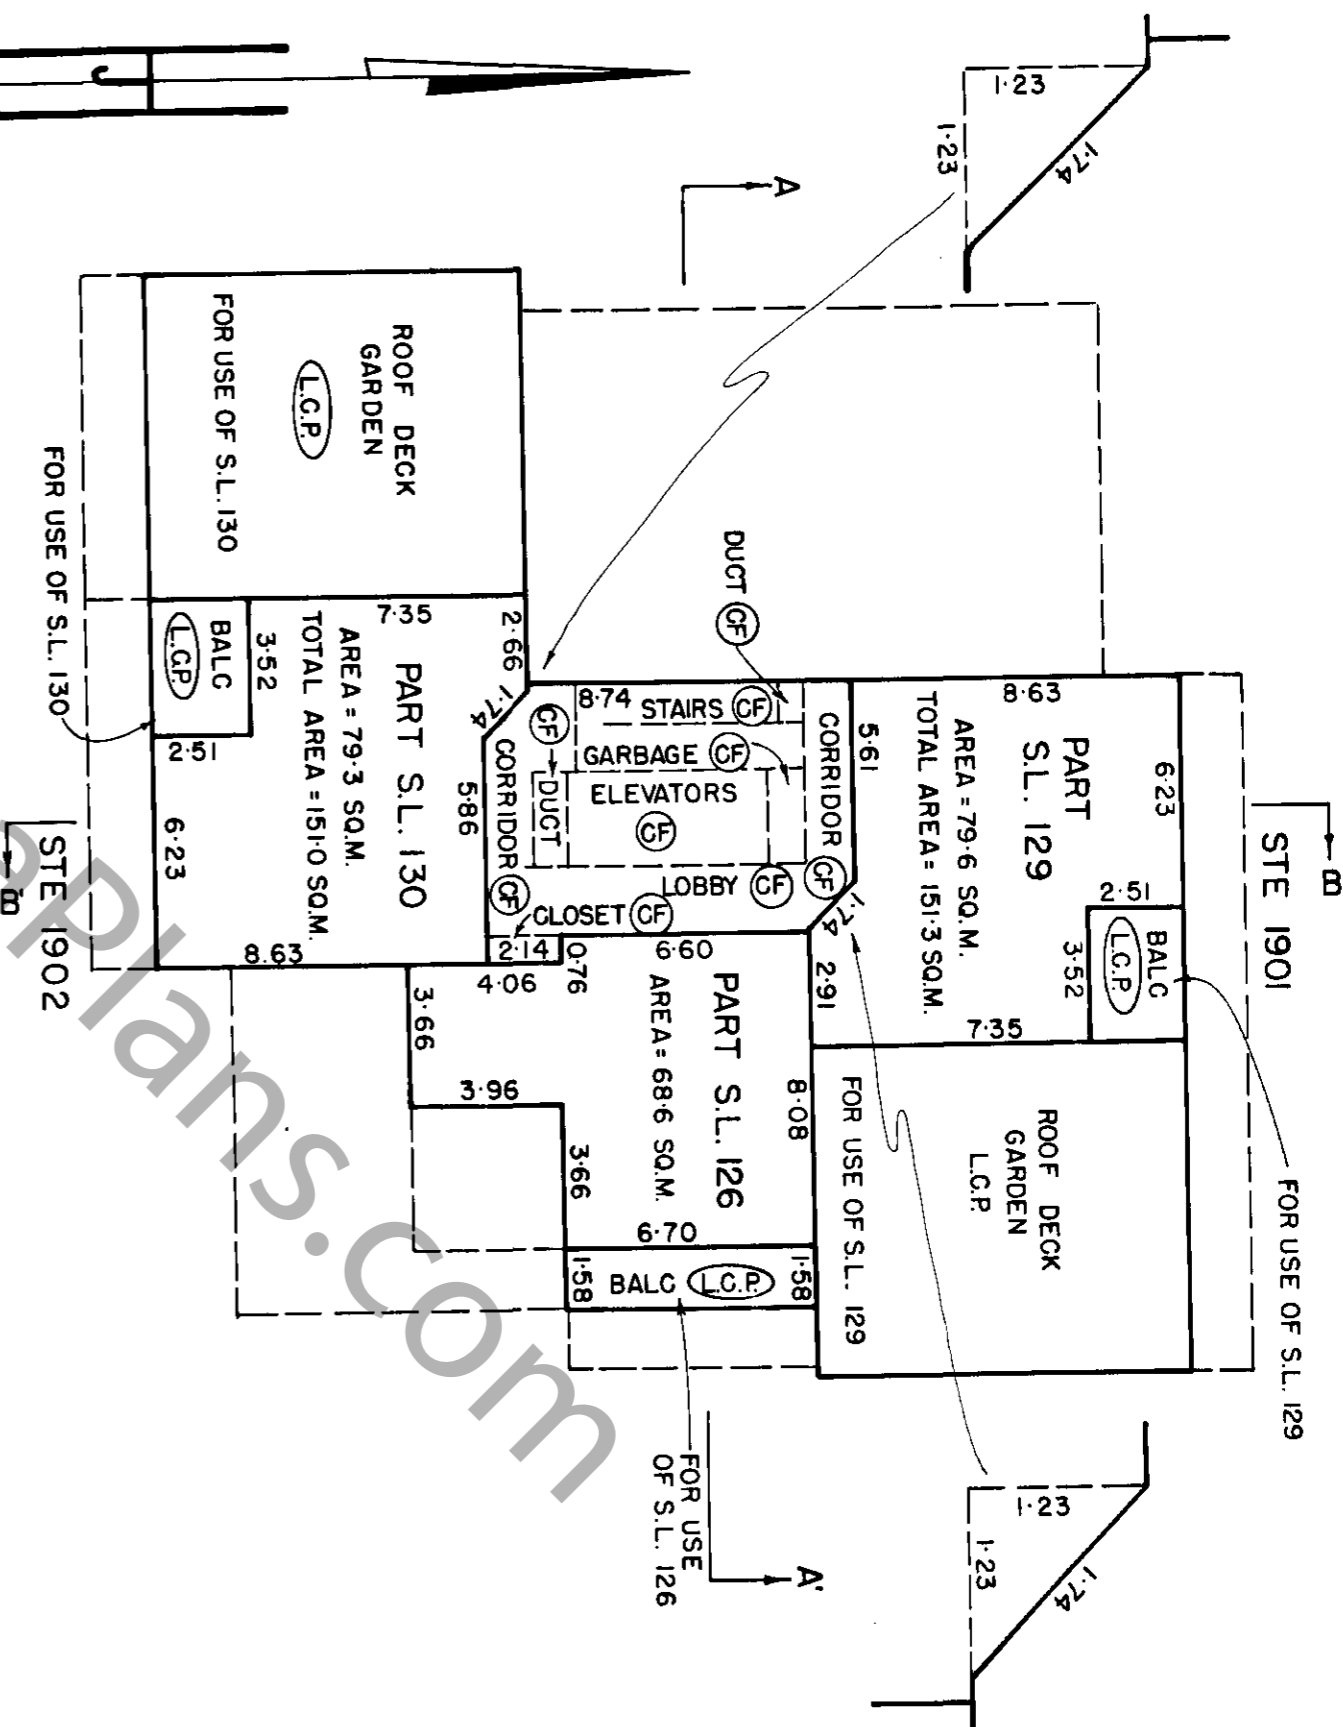 1·23
1·23
1·74
A
ROOF DECK
GARDEN
L.C.P.
FOR USE OF S.L. 130
FOR USE OF S.L. 130
BALC
L.C.P.
3·52
2·51
6·23
7·35
2·66
1·74
5·86
8·63
PART S.L. 130
AREA = 79·3 SQ.M.
TOTAL AREA = 151·0 SQ.M.
STE 1902
B
DUCT CF
8·74
STAIRS CF
GARBAGE CF
ELEVATORS
CF
CF
DUCT
CORRIDOR CF
LOBBY CF
CLOSET CF
CORRIDOR CF
5·61
1·74
8·63
6·23
PART
S.L. 129
AREA = 79·6 SQ.M.
TOTAL AREA = 151·3 SQ.M.
2·51
3·52
BALC
L.C.P.
7·35
2·91
STE 1901
B
FOR USE OF S.L. 129
ROOF DECK
GARDEN
L.C.P.
FOR USE OF S.L. 129
2·14
0·76
4·06
6·60
3·66
3·96
3·66
8·08
PART S.L. 126
AREA = 68·6 SQ.M.
6·70
1·58
BALC L.C.P.
1·58
FOR USE
OF S.L. 126
A'
1·23
1·23
1·74
ePlans.com